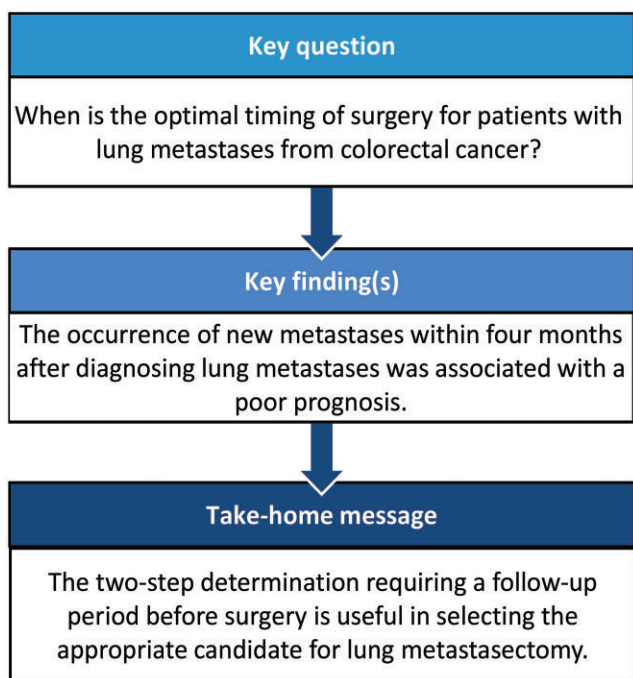 Key question
When is the optimal timing of surgery for patients with
lung metastases from colorectal cancer?
Key finding(s)
The occurrence of new metastases within four months
after diagnosing lung metastases was associated with a
poor prognosis.
Take-home message
The two-step determination requiring a follow-up
period before surgery is useful in selecting the
appropriate candidate for lung metastasectomy.